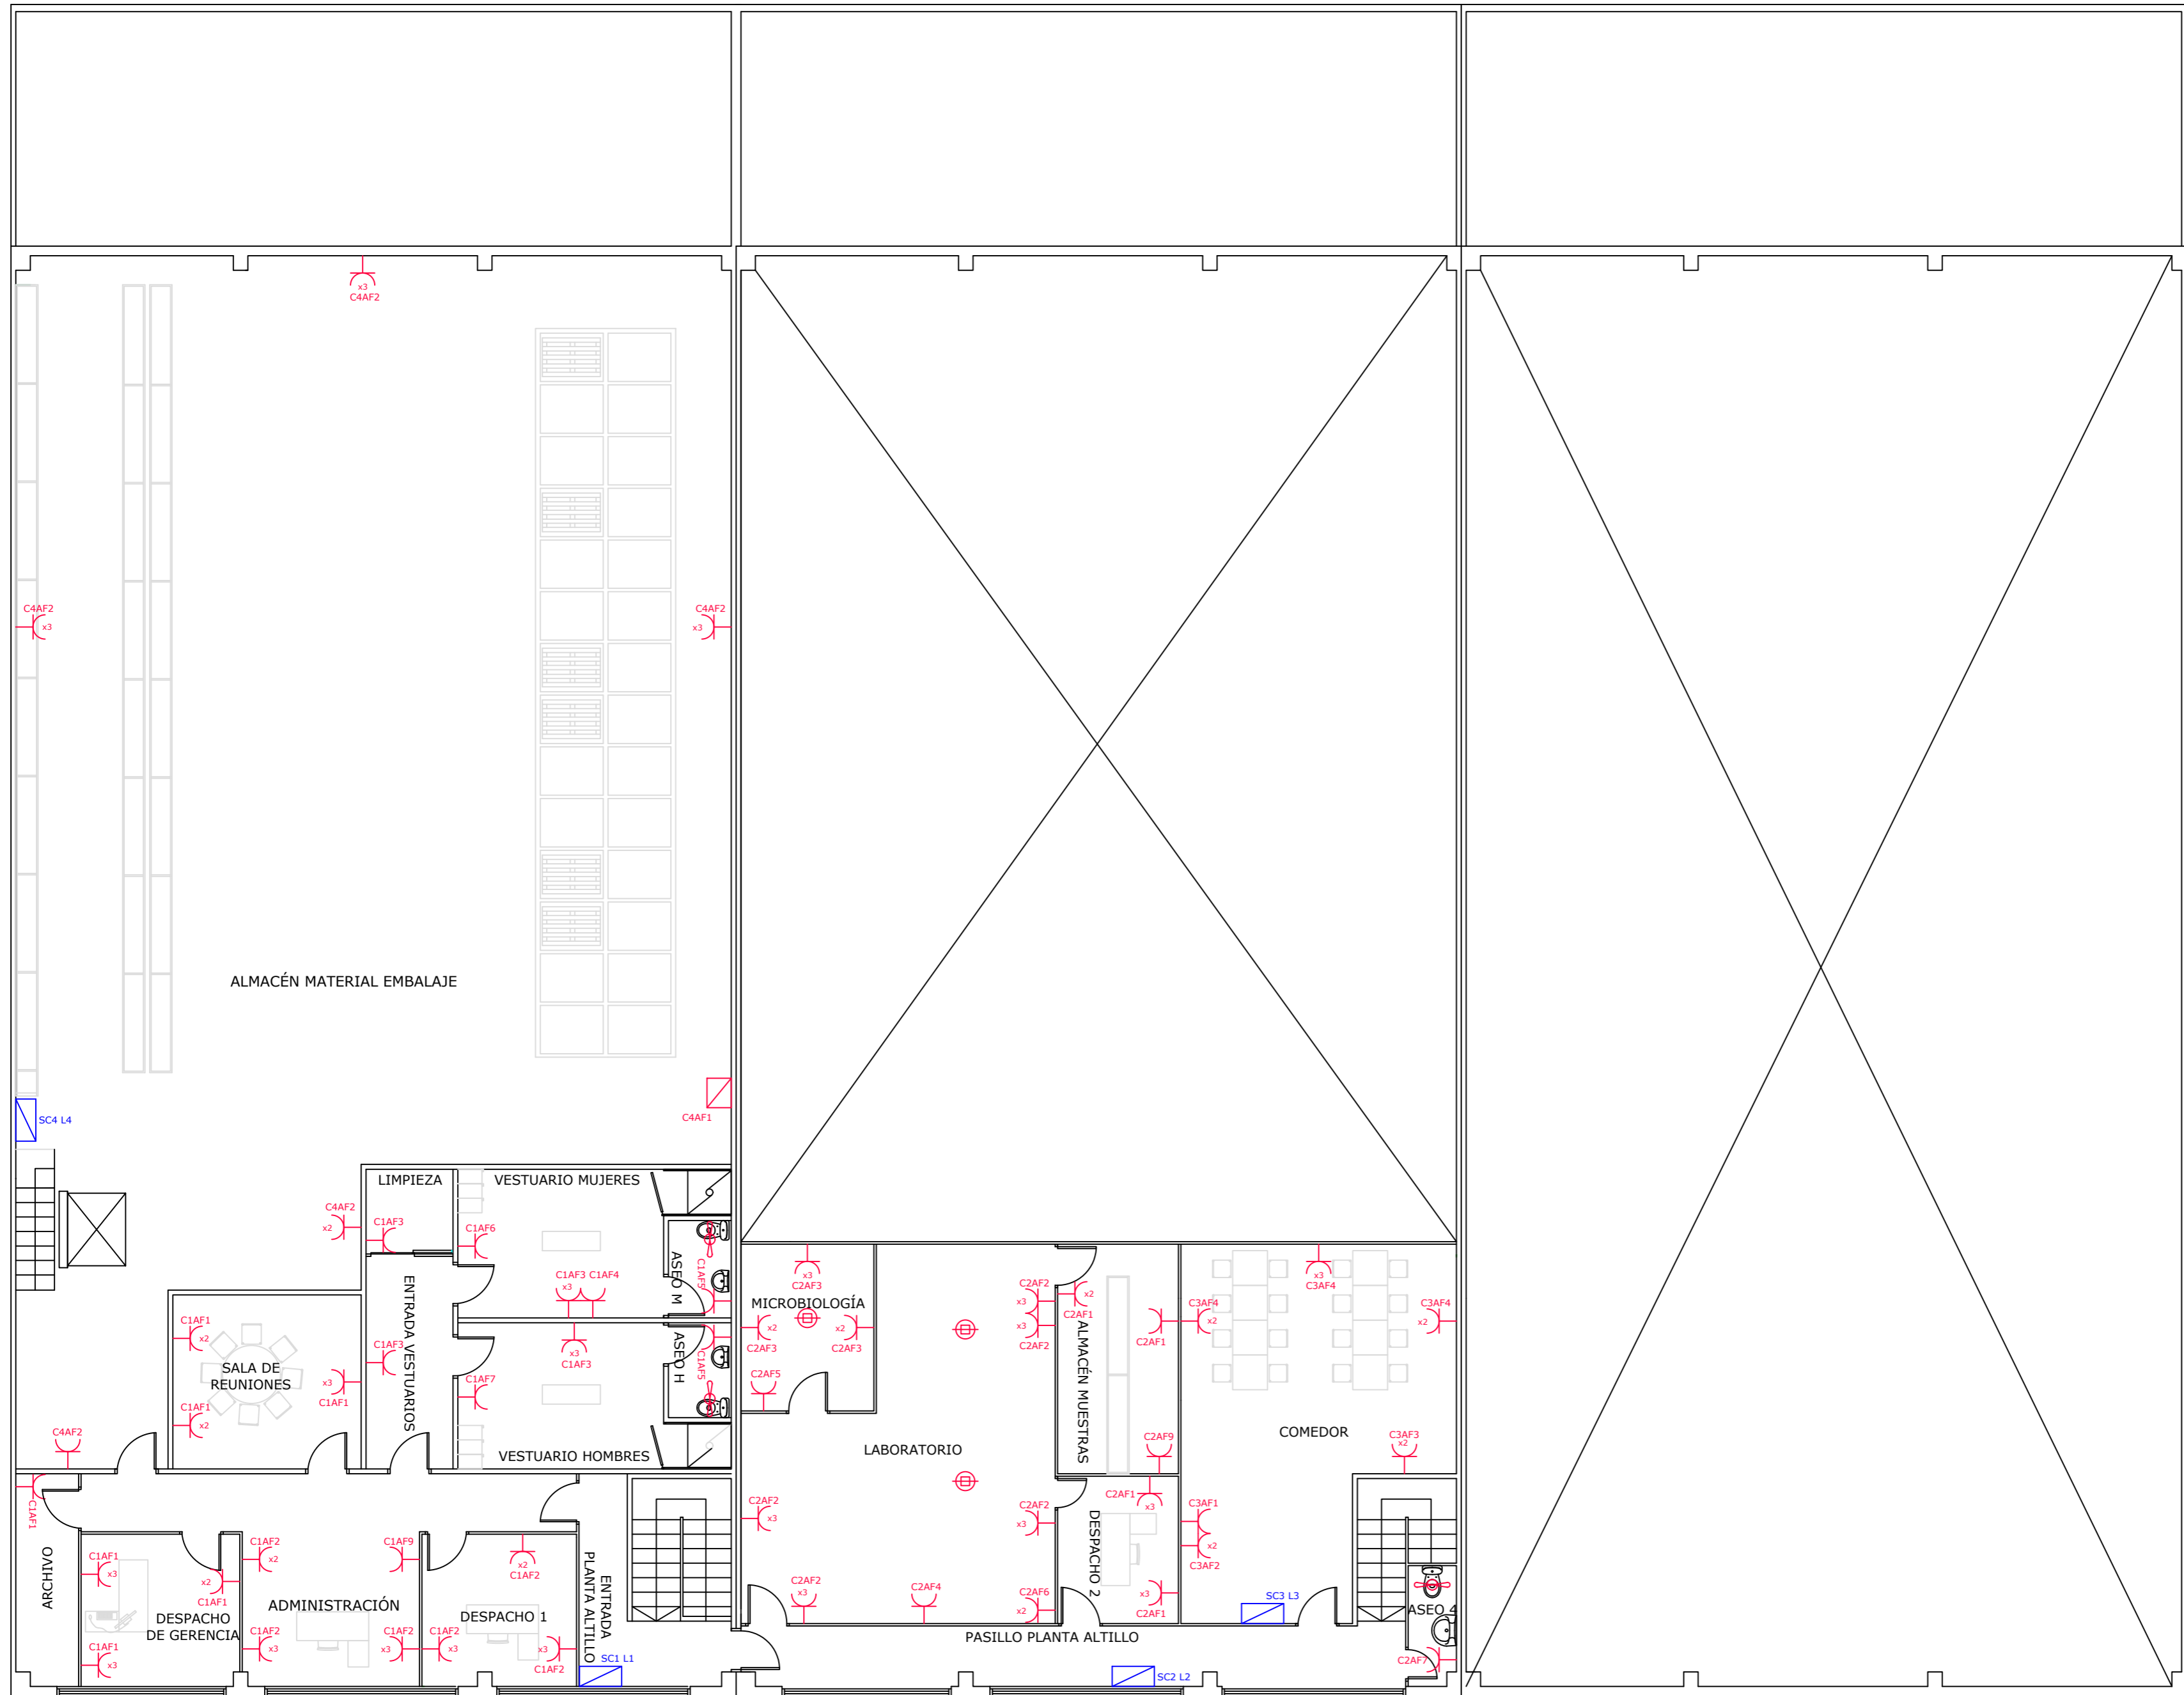 x3
C4AF2
C4AF2
x3
C4AF2
x3
ALMACÉN MATERIAL EMBALAJE
SC4 L4
C4AF1
LIMPIEZA
VESTUARIO MUJERES
C4AF2
x2
C1AF3
C1AF6
C1AF3 C1AF4
x3
ASEO M
C1AF5
ENTRADA VESTUARIOS
C1AF1
x2
SALA DE
REUNIONES
x3
C1AF1
C1AF1
x2
C1AF3
x3
C1AF3
C1AF7
ASEO H
C1AF5
VESTUARIO HOMBRES
C4AF2
C1AF1
ARCHIVO
C1AF1
x3
x2
C1AF1
DESPACHO
DE GERENCIA
C1AF1
x3
C1AF2
x2
C1AF9
ADMINISTRACIÓN
C1AF2
x3
C1AF2
x3
x2
C1AF2
DESPACHO 1
C1AF2
x3
x3
C1AF2
ENTRADA
PLANTA ALTILLO
SC1 L1
x3
C2AF3
MICROBIOLOGÍA
x2
C2AF3
x2
C2AF3
C2AF5
LABORATORIO
C2AF2
x3
x3
C2AF2
x2
C2AF1
ALMACÉN MUESTRAS
C2AF1
C2AF9
C2AF2
x3
C2AF2
x3
C2AF2
x3
C2AF4
C2AF6
x2
C2AF1
x3
DESPACHO 2
x3
C2AF1
x3
C3AF4
C3AF4
x2
C3AF4
x2
COMEDOR
C3AF3
x2
C3AF1
x2
C3AF2
SC3 L3
ASEO 4
PASILLO PLANTA ALTILLO
C2AF7
SC2 L2